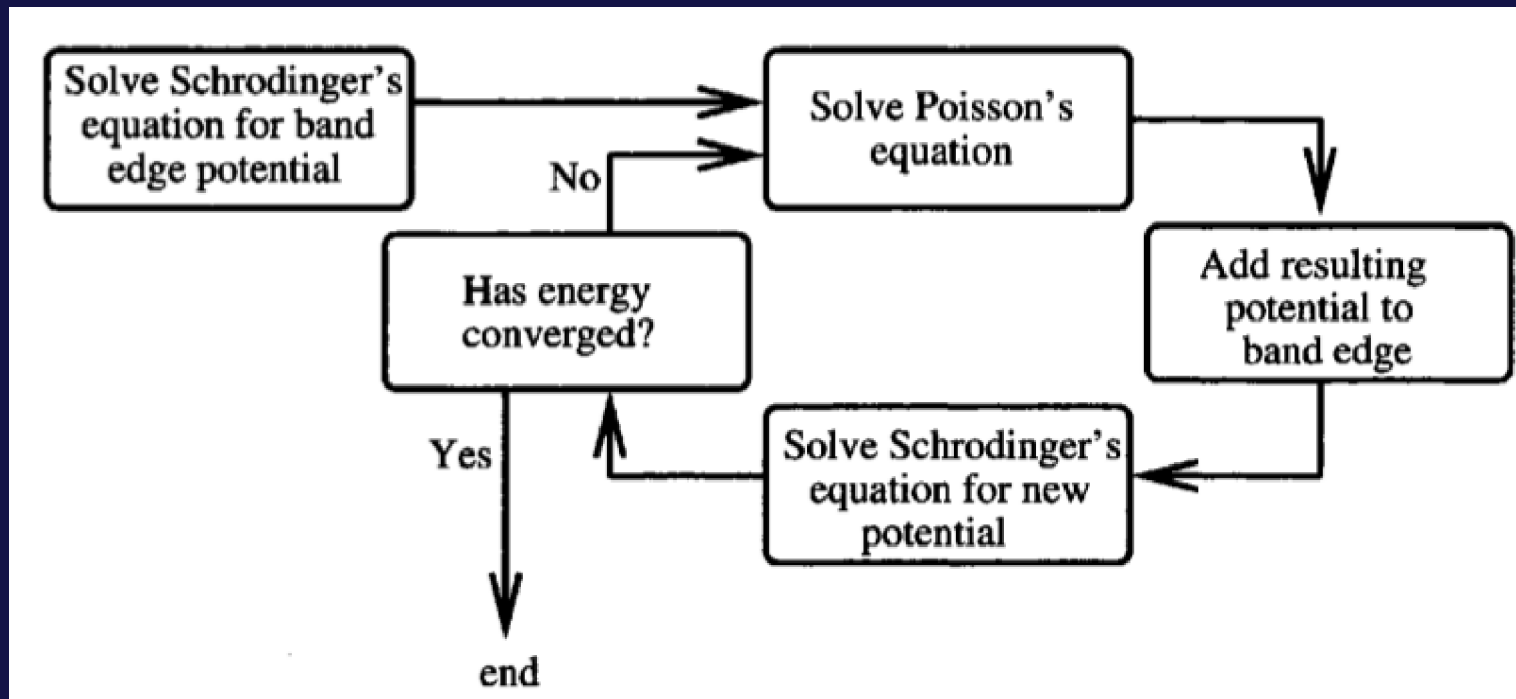 Solve Schrodinger's
equation for band
edge potential
Solve Poisson's
equation
No
Has energy
converged?
Add resulting
potential to
band edge
Yes
Solve Schrodinger's
equation for new
potential
end